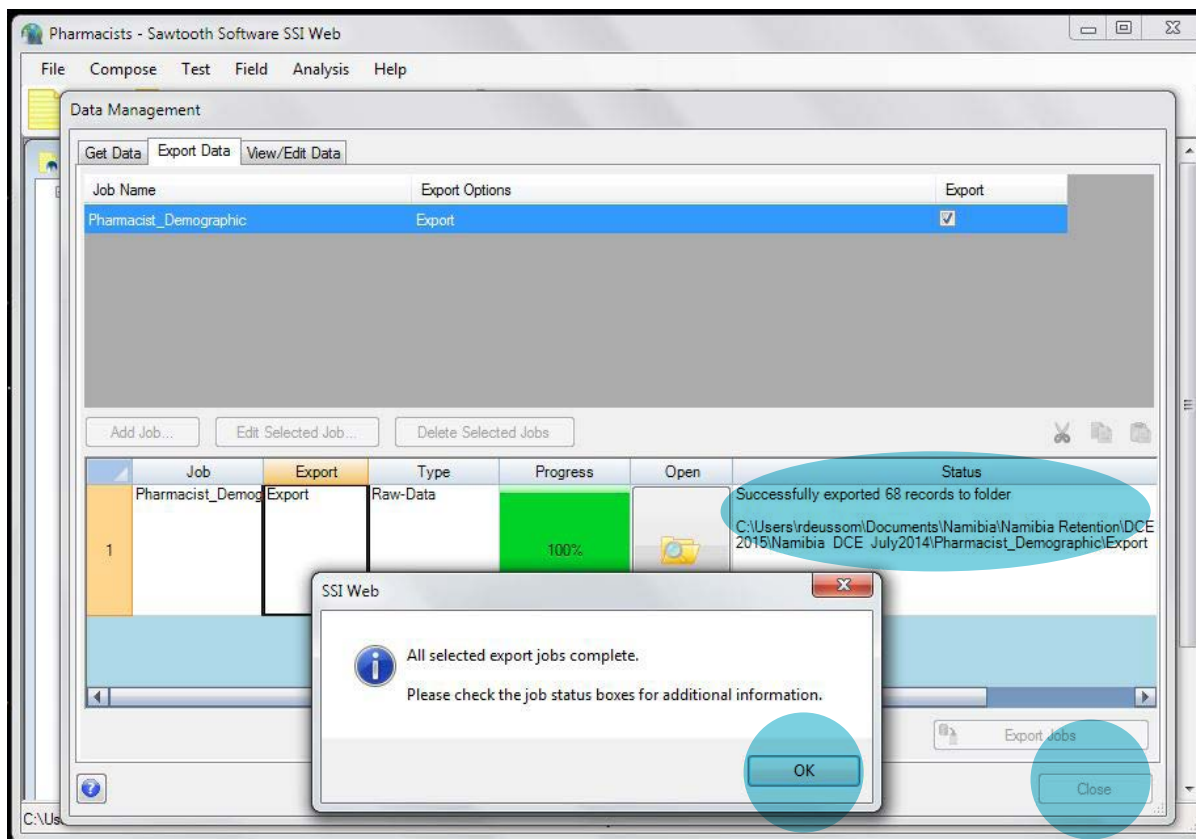 Pharmacists - Sawtooth Software SSI Web
File Compose Test Field Analysis Help
Data Management
Get Data Export Data View/Edit Data
Job Name Export Options Export
Pharmacist_Demographic Export
Add Job... Edit Selected Job... Delete Selected Jobs
Job Export Type Progress Open Status
1 Pharmacist_Demog Export Raw-Data 100% Successfully exported 68 records to folder
C:\Users\rdeussom\Documents\Namibia\Namibia Retention\DCE
2015\Namibia DCE July2014\Pharmacist_Demographic\Export
SSI Web
All selected export jobs complete.
Please check the job status boxes for additional information.
OK
Export Jobs
Close
C:\Us